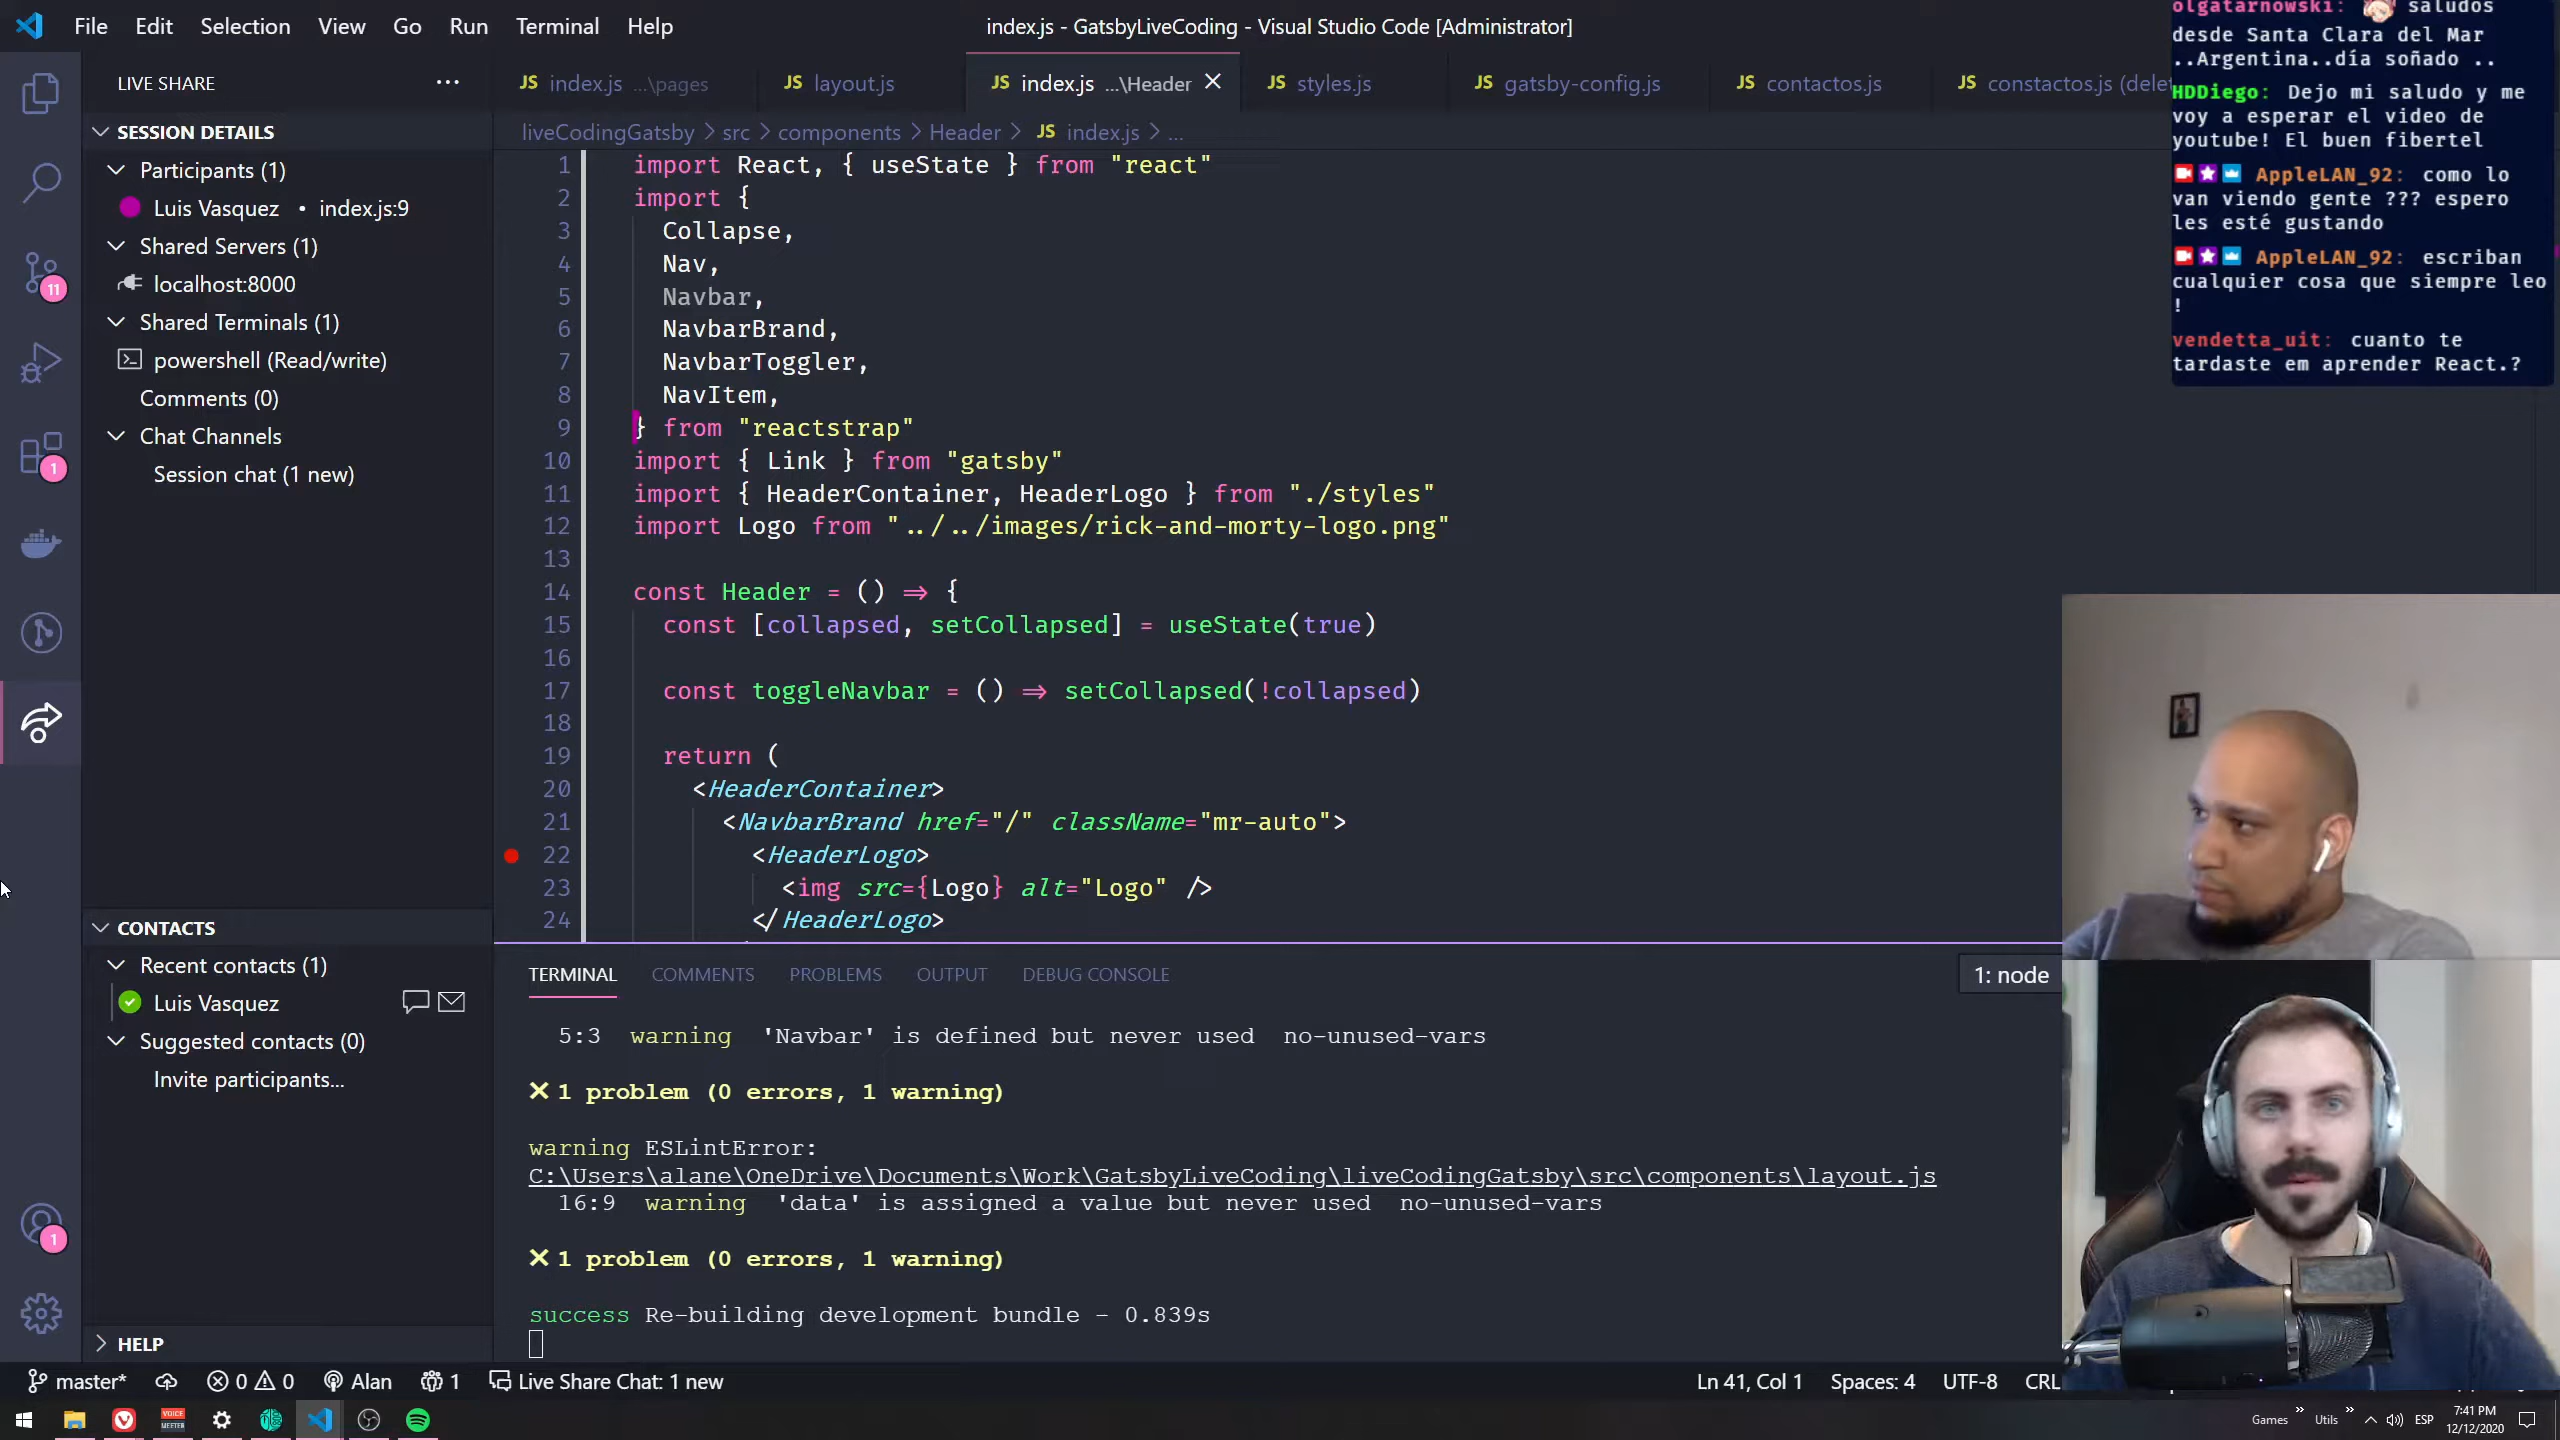 File Edit Selection View Go Run Terminal Help
index.js - GatsbyLiveCoding - Visual Studio Code [Administrator]
LIVE SHARE ···
SESSION DETAILS
Participants (1)
Luis Vasquez • index.js:9
Shared Servers (1)
localhost:8000
Shared Terminals (1)
powershell (Read/write)
Comments (0)
Chat Channels
Session chat (1 new)
11
1
1
CONTACTS
Recent contacts (1)
Luis Vasquez
Suggested contacts (0)
Invite participants...
HELP
JS index.js ...\pages JS layout.js JS index.js ...\Header JS styles.js JS gatsby-config.js JS contactos.js JS constactos.js (dele
liveCodingGatsby > src > components > Header > JS index.js > ...
1 import React, { useState } from "react"
2 import {
3 Collapse,
4 Nav,
5 Navbar,
6 NavbarBrand,
7 NavbarToggler,
8 NavItem,
9 } from "reactstrap"
10 import { Link } from "gatsby"
11 import { HeaderContainer, HeaderLogo } from "./styles"
12 import Logo from "../../images/rick-and-morty-logo.png"
13
14 const Header = () => {
15 const [collapsed, setCollapsed] = useState(true)
16
17 const toggleNavbar = () => setCollapsed(!collapsed)
18
19 return (
20 <HeaderContainer>
21 <NavbarBrand href="/" className="mr-auto">
22 <HeaderLogo>
23 <img src={Logo} alt="Logo" />
24 </HeaderLogo>
TERMINAL COMMENTS PROBLEMS OUTPUT DEBUG CONSOLE 1: node
5:3 warning 'Navbar' is defined but never used no-unused-vars
✕ 1 problem (0 errors, 1 warning)
warning ESLintError:
C:\Users\alane\OneDrive\Documents\Work\GatsbyLiveCoding\liveCodingGatsby\src\components\layout.js
16:9 warning 'data' is assigned a value but never used no-unused-vars
✕ 1 problem (0 errors, 1 warning)
success Re-building development bundle - 0.839s
olgatarnowski: saludos
desde Santa Clara del Mar
..Argentina..día soñado ..
HDDiego: Dejo mi saludo y me
voy a esperar el video de
youtube! El buen fibertel
AppleLAN_92: como lo
van viendo gente ??? espero
les esté gustando
AppleLAN_92: escriban
cualquier cosa que siempre leo
!
vendetta_uit: cuanto te
tardaste em aprender React.?
master* 0 0 Alan 1 Live Share Chat: 1 new Ln 41, Col 1 Spaces: 4 UTF-8 CRL
VOICE
MEETER
Games Utils ESP 7:41 PM
12/12/2020